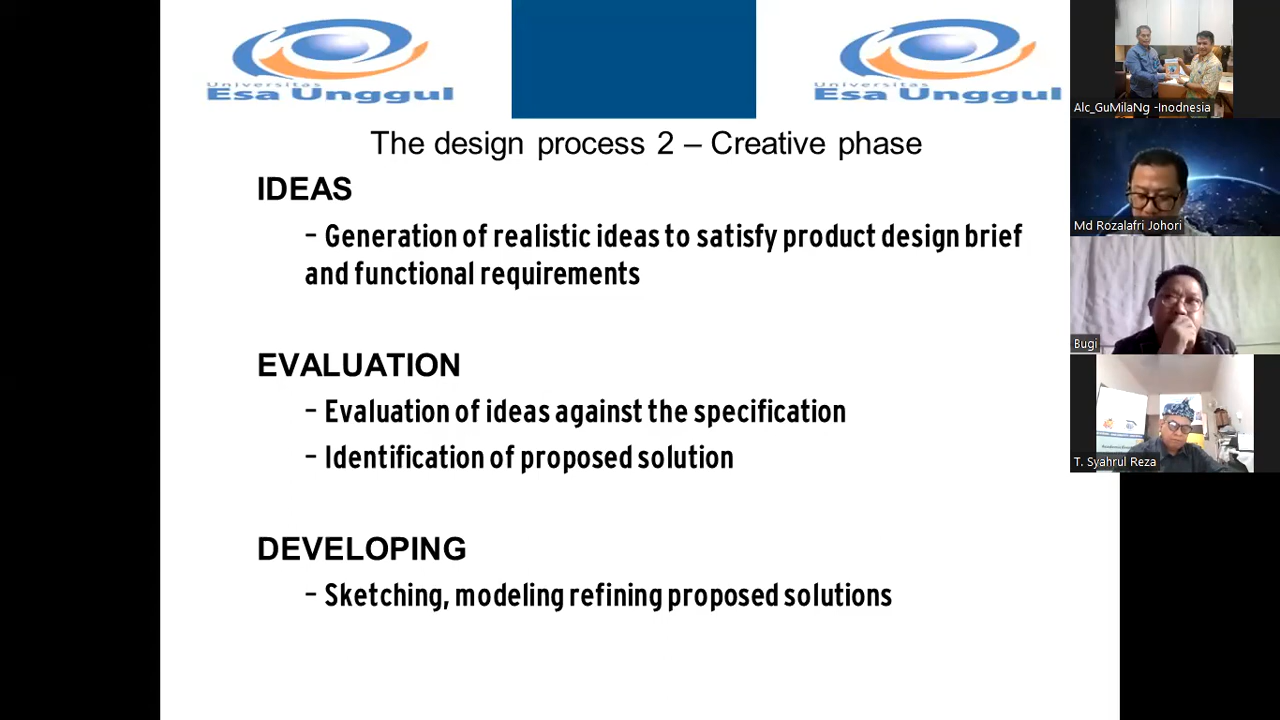 Universitas
Esa Unggul
Universitas
Esa Unggul
The design process 2 – Creative phase
IDEAS
– Generation of realistic ideas to satisfy product design brief
and functional requirements
EVALUATION
– Evaluation of ideas against the specification
– Identification of proposed solution
DEVELOPING
– Sketching, modeling refining proposed solutions
Alc_GuMilaNg -Inodnesia
Md Rozalafri Johori
Bugi
T. Syahrul Reza